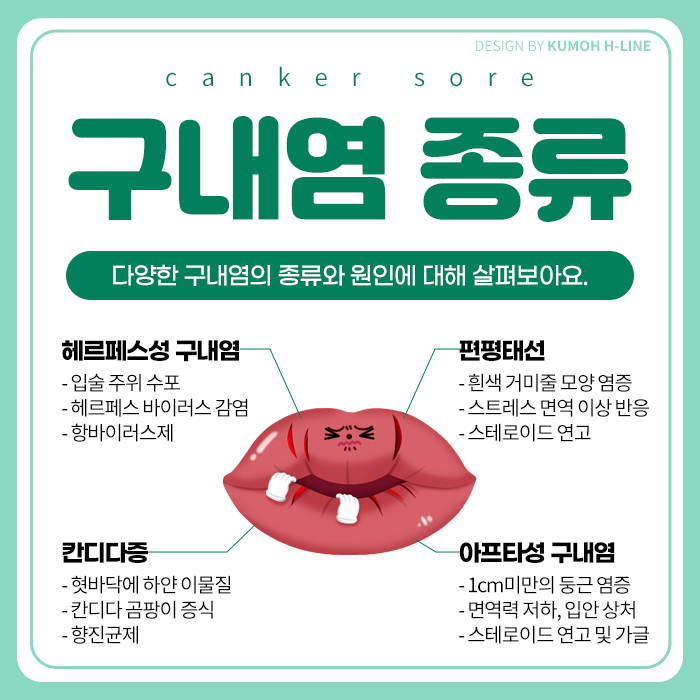 DESIGN BY KUMOH H-LINE
canker sore
구내염 종류
다양한 구내염의 종류와 원인에 대해 살펴보아요.
헤르페스성 구내염
- 입술 주위 수포
- 헤르페스 바이러스 감염
- 항바이러스제
편평태선
- 흰색 거미줄 모양 염증
- 스트레스 면역 이상 반응
- 스테로이드 연고
칸디다증
- 혓바닥에 하얀 이물질
- 칸디다 곰팡이 증식
- 향진균제
아프타성 구내염
- 1cm미만의 둥근 염증
- 면역력 저하, 입안 상처
- 스테로이드 연고 및 가글